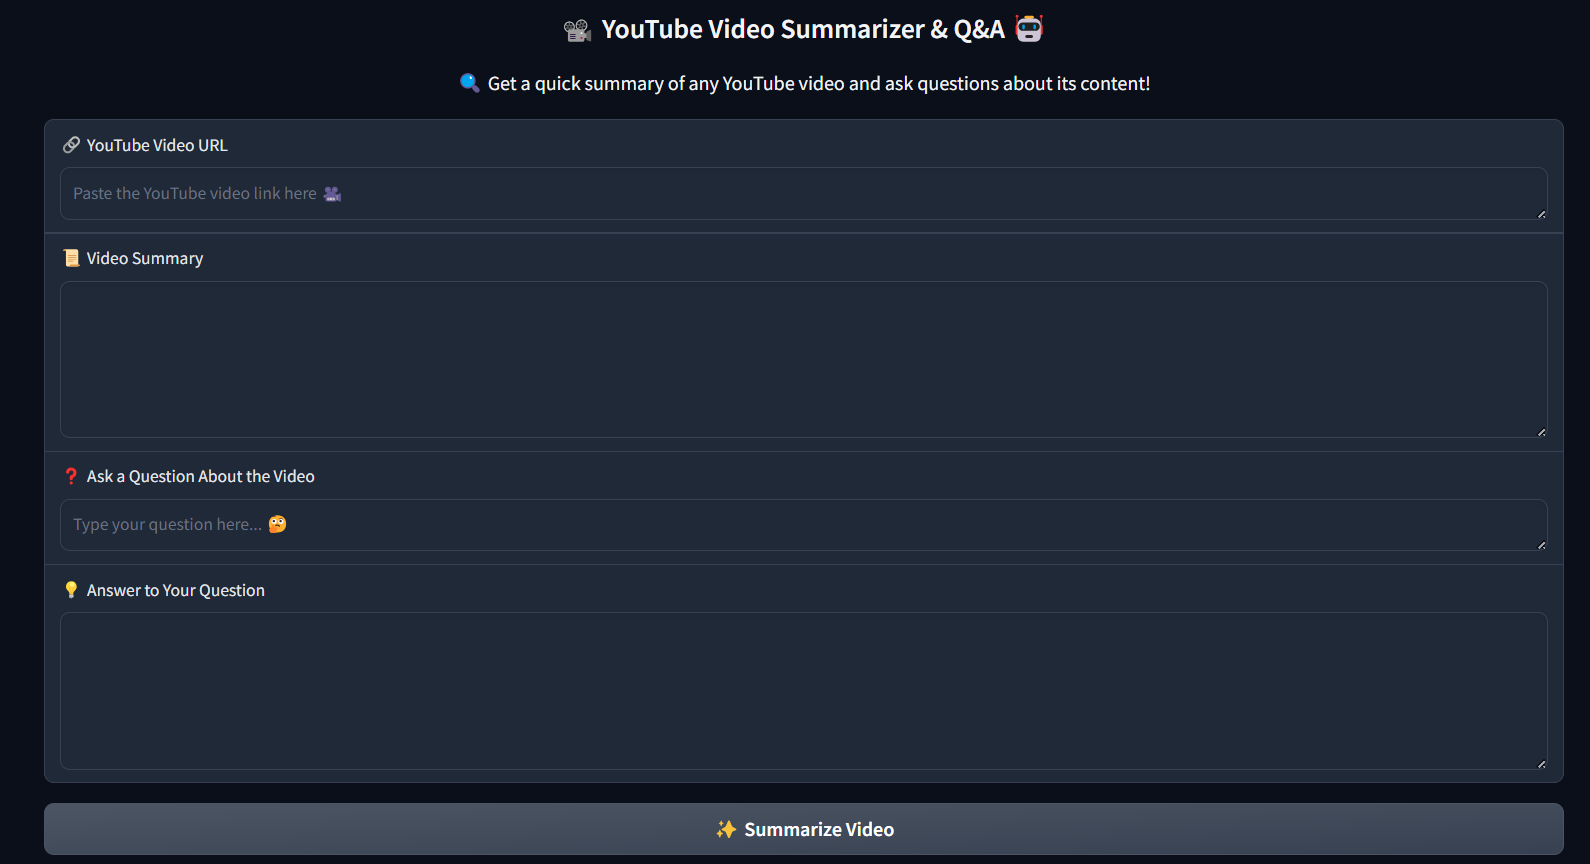 🎥 YouTube Video Summarizer & Q&A 🤖
🔍 Get a quick summary of any YouTube video and ask questions about its content!
🔗 YouTube Video URL
Paste the YouTube video link here 🎥
📜 Video Summary
❓ Ask a Question About the Video
Type your question here... 🤔
💡 Answer to Your Question
✨ Summarize Video